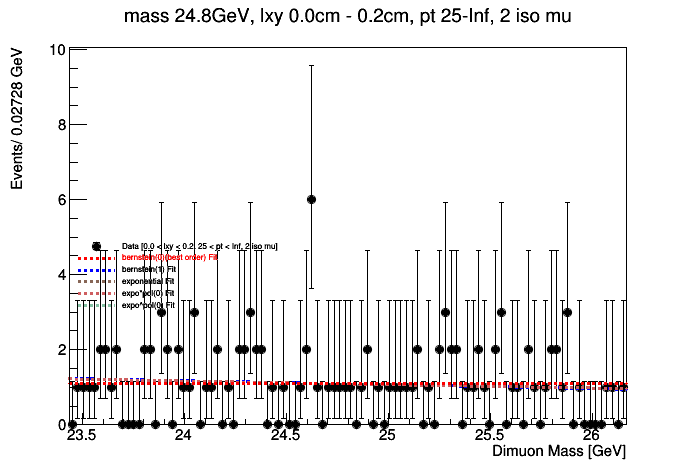 mass 24.8GeV, lxy 0.0cm - 0.2cm, pt 25-Inf, 2 iso mu
Events/ 0.02728 GeV
10
8
6
4
2
0
Data [0.0 < lxy < 0.2, 25 < pt < Inf, 2 iso mu]
bernstein(0)(best order) Fit
bernstein(1) Fit
exponential Fit
expo*pol(0) Fit
expo^pol(0) Fit
23.5 24 24.5 25 25.5 26
Dimuon Mass [GeV]